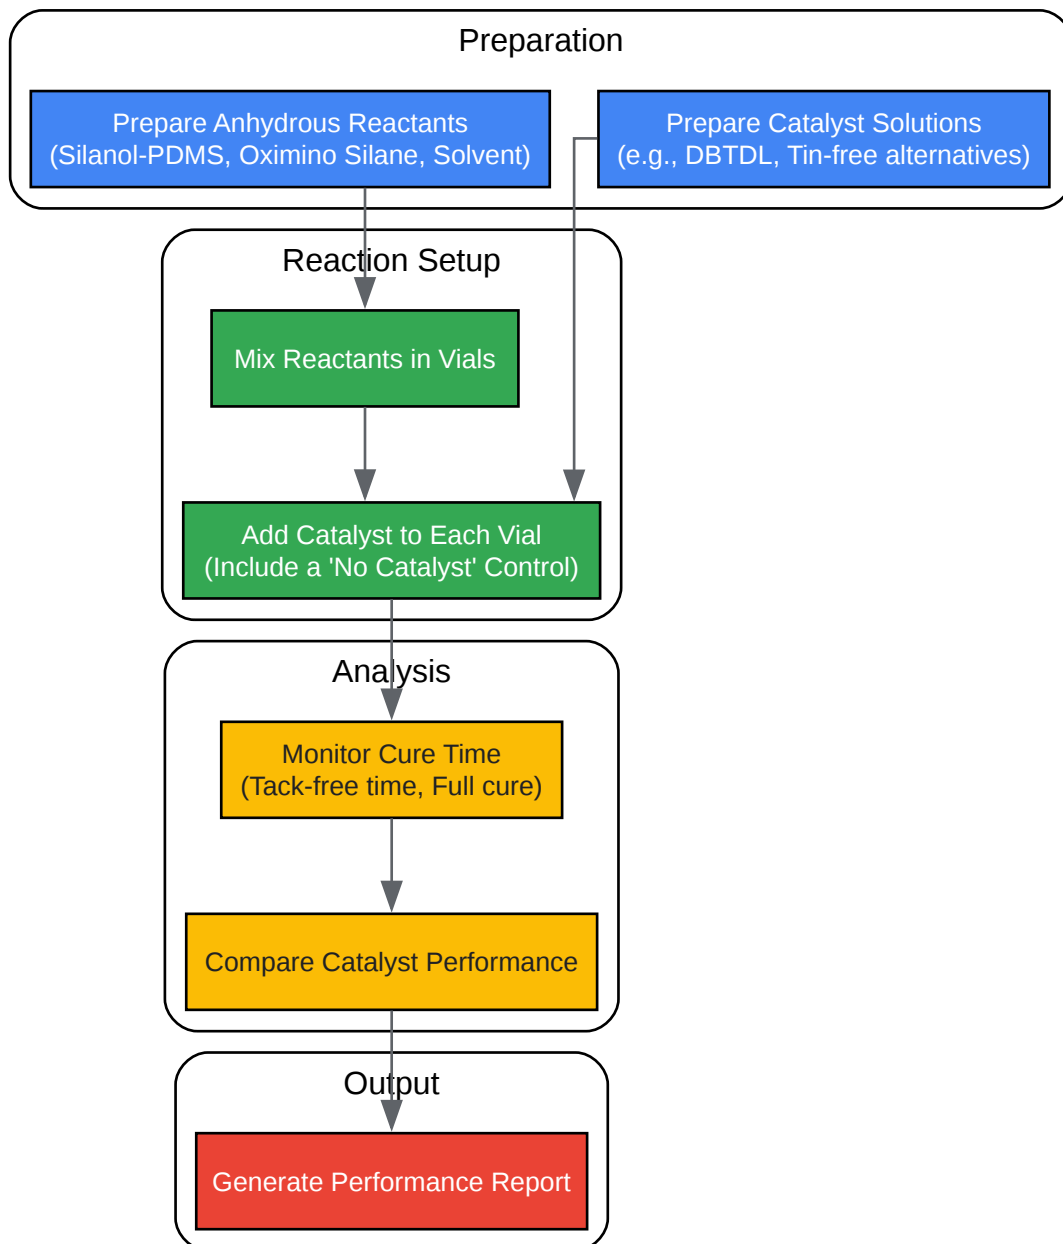 Preparation
Prepare Anhydrous Reactants
(Silanol-PDMS, Oximino Silane, Solvent)
Prepare Catalyst Solutions
(e.g., DBTDL, Tin-free alternatives)
Reaction Setup
Mix Reactants in Vials
Add Catalyst to Each Vial
(Include a 'No Catalyst' Control)
Analysis
Monitor Cure Time
(Tack-free time, Full cure)
Compare Catalyst Performance
Output
Generate Performance Report